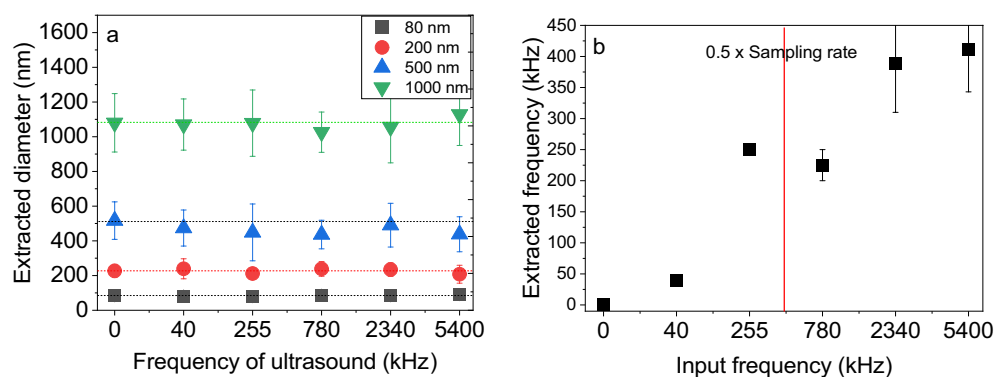 a
80 nm
200 nm
500 nm
1000 nm
1600
1400
1200
1000
800
600
400
200
0
0 40 255 780 2340 5400
Extracted diameter (nm)
Frequency of ultrasound (kHz)
b
0.5 x Sampling rate
450
400
350
300
250
200
150
100
50
0
0 40 255 780 2340 5400
Extracted frequency (kHz)
Input frequency (kHz)